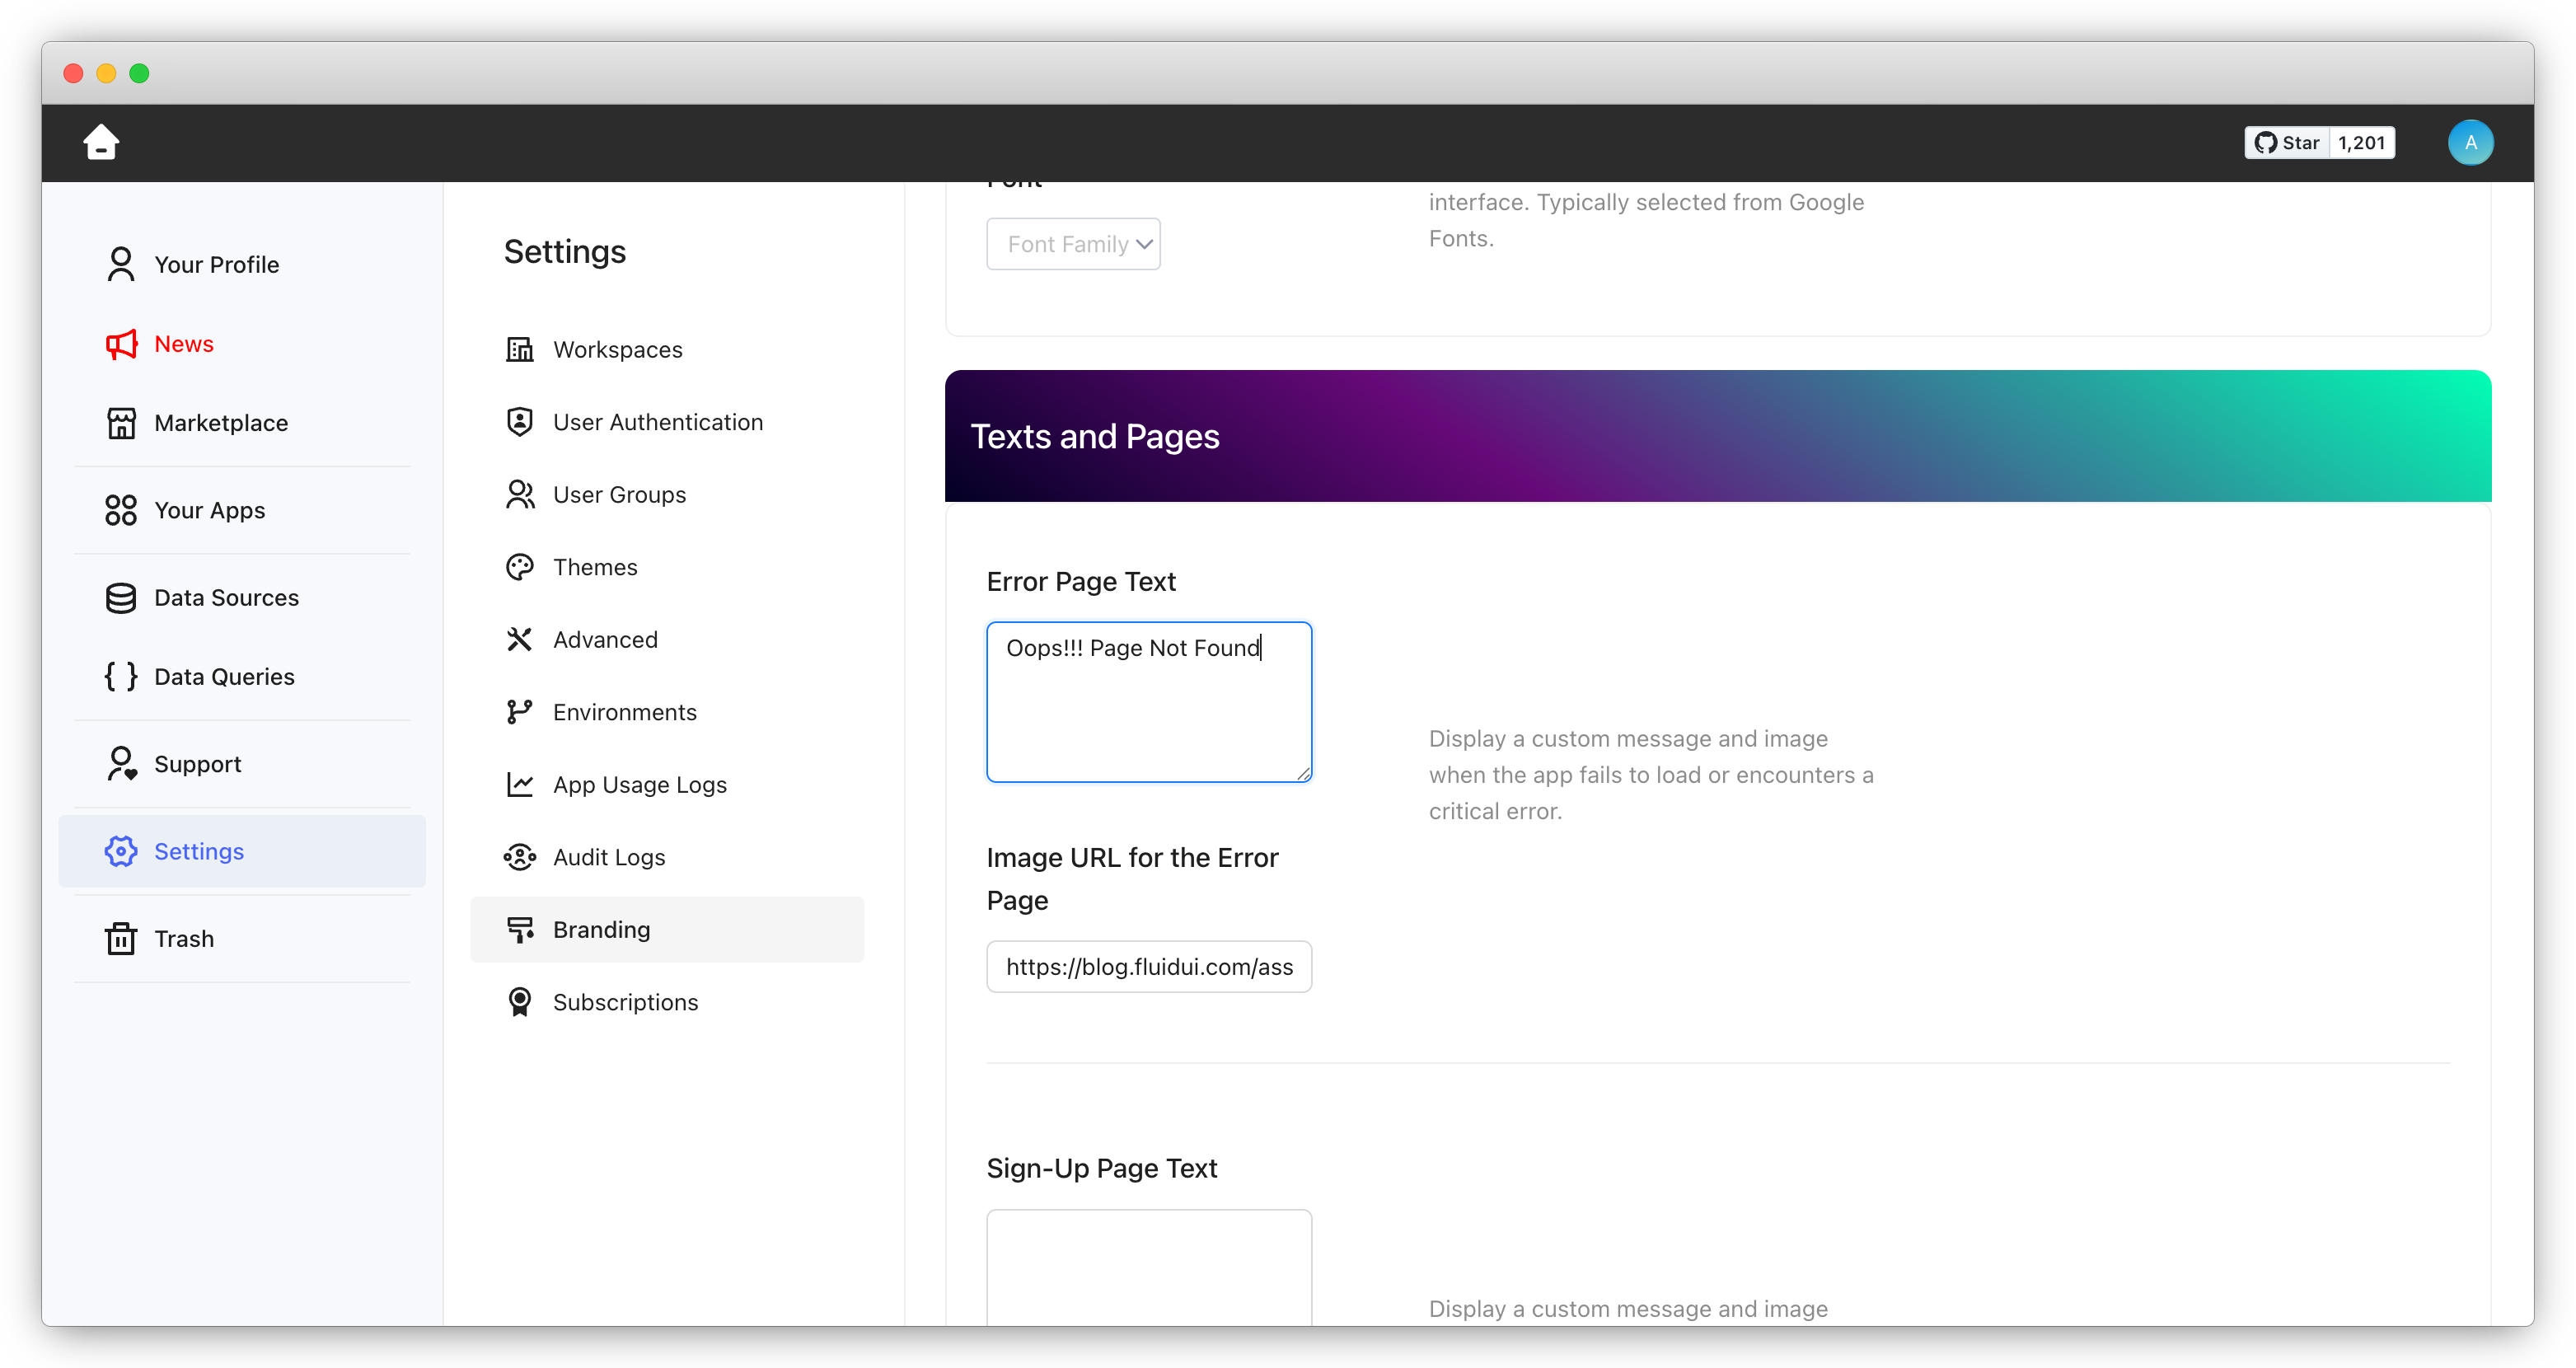 Star 1,201
A
Your Profile
News
Marketplace
Your Apps
Data Sources
Data Queries
Support
Settings
Trash
Settings
Workspaces
User Authentication
User Groups
Themes
Advanced
Environments
App Usage Logs
Audit Logs
Branding
Subscriptions
Font
Font Family
interface. Typically selected from Google
Fonts.
Texts and Pages
Error Page Text
Oops!!! Page Not Found
Display a custom message and image
when the app fails to load or encounters a
critical error.
Image URL for the Error
Page
https://blog.fluidui.com/ass
Sign-Up Page Text
Display a custom message and image